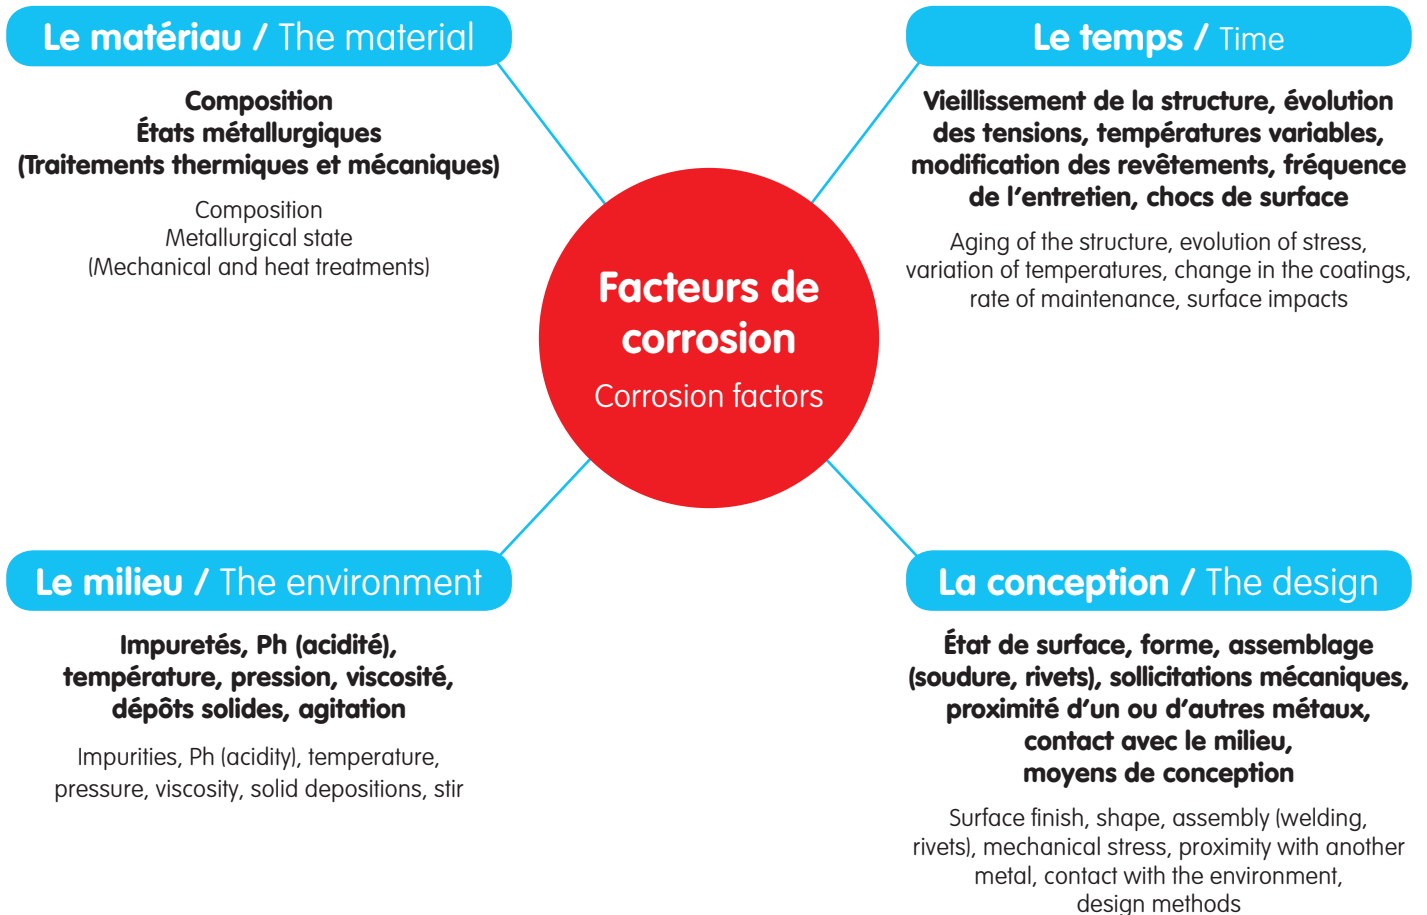 Le matériau / The material
Composition
États métallurgiques
(Traitements thermiques et mécaniques)
Composition
Metallurgical state
(Mechanical and heat treatments)
Le temps / Time
Vieillissement de la structure, évolution
des tensions, températures variables,
modification des revêtements, fréquence
de l'entretien, chocs de surface
Aging of the structure, evolution of stress,
variation of temperatures, change in the coatings,
rate of maintenance, surface impacts
Facteurs de
corrosion
Corrosion factors
Le milieu / The environment
Impuretés, Ph (acidité),
température, pression, viscosité,
dépôts solides, agitation
Impurities, Ph (acidity), temperature,
pressure, viscosity, solid depositions, stir
La conception / The design
État de surface, forme, assemblage
(soudure, rivets), sollicitations mécaniques,
proximité d'un ou d'autres métaux,
contact avec le milieu,
moyens de conception
Surface finish, shape, assembly (welding,
rivets), mechanical stress, proximity with another
metal, contact with the environment,
design methods